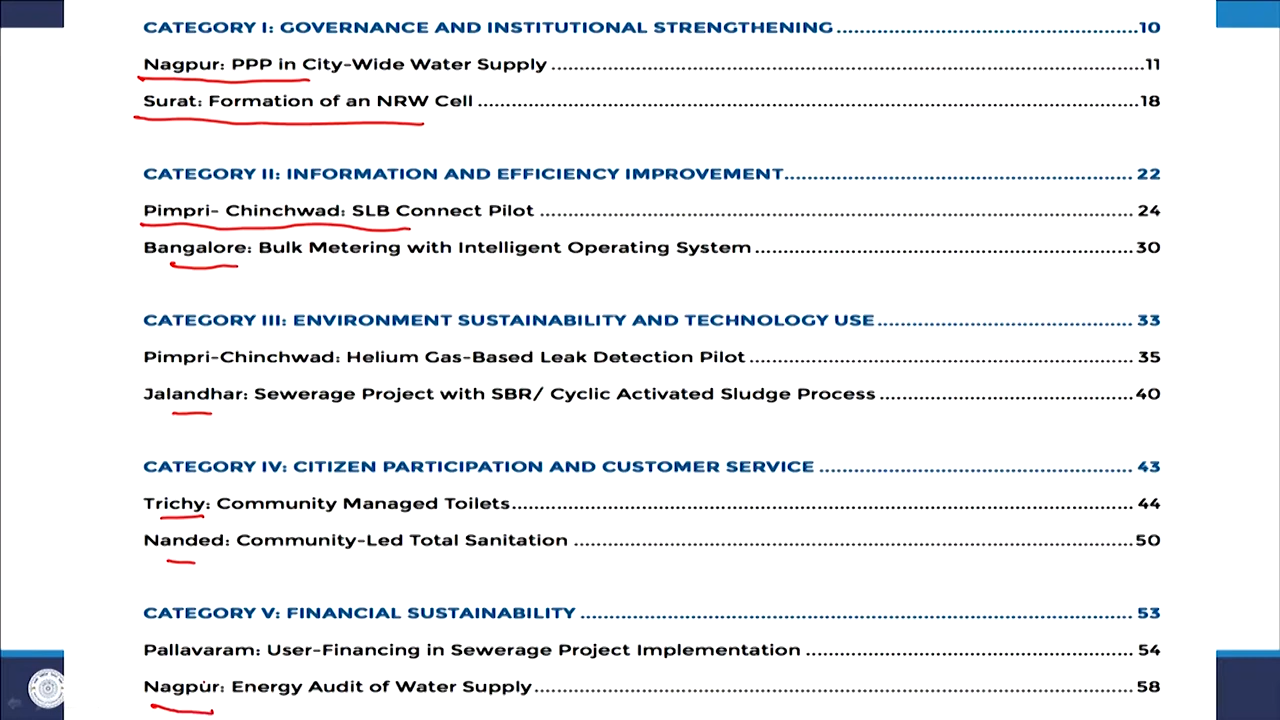 CATEGORY I: GOVERNANCE AND INSTITUTIONAL STRENGTHENING 10
Nagpur: PPP in City-Wide Water Supply 11
Surat: Formation of an NRW Cell 18
CATEGORY II: INFORMATION AND EFFICIENCY IMPROVEMENT 22
Pimpri- Chinchwad: SLB Connect Pilot 24
Bangalore: Bulk Metering with Intelligent Operating System 30
CATEGORY III: ENVIRONMENT SUSTAINABILITY AND TECHNOLOGY USE 33
Pimpri-Chinchwad: Helium Gas-Based Leak Detection Pilot 35
Jalandhar: Sewerage Project with SBR/ Cyclic Activated Sludge Process 40
CATEGORY IV: CITIZEN PARTICIPATION AND CUSTOMER SERVICE 43
Trichy: Community Managed Toilets 44
Nanded: Community-Led Total Sanitation 50
CATEGORY V: FINANCIAL SUSTAINABILITY 53
Pallavaram: User-Financing in Sewerage Project Implementation 54
Nagpur: Energy Audit of Water Supply 58